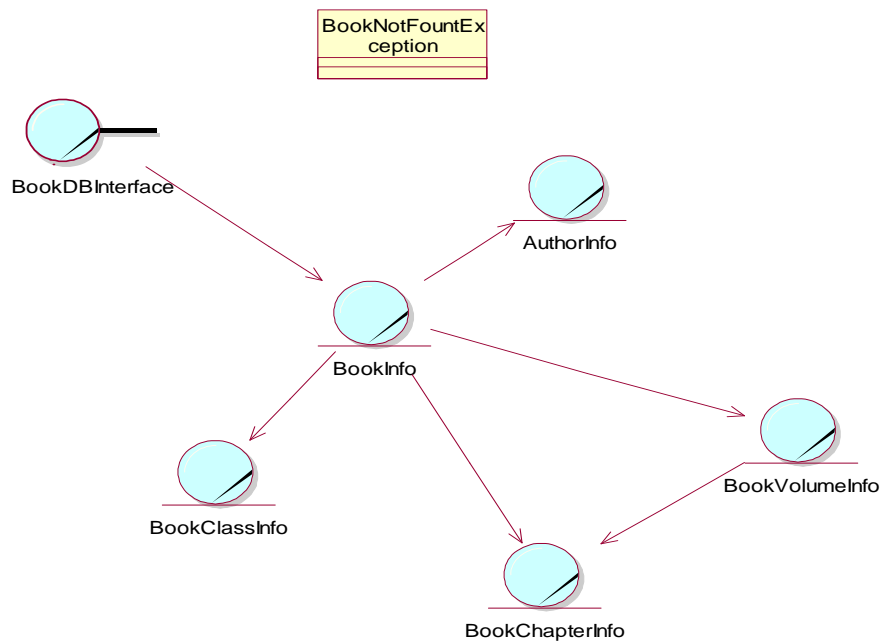 BookNotFountEx
ception
BookDBInterface
AuthorInfo
BookInfo
BookVolumeInfo
BookClassInfo
BookChapterInfo